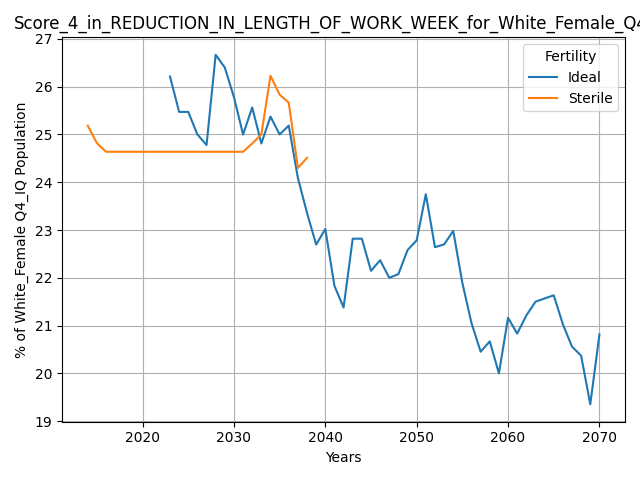 Score_4_in_REDUCTION_IN_LENGTH_OF_WORK_WEEK_for_White_Female_Q4
27
26
25
24
23
22
21
20
19
% of White_Female Q4_IQ Population
Fertility
Ideal
Sterile
2020 2030 2040 2050 2060 2070
Years